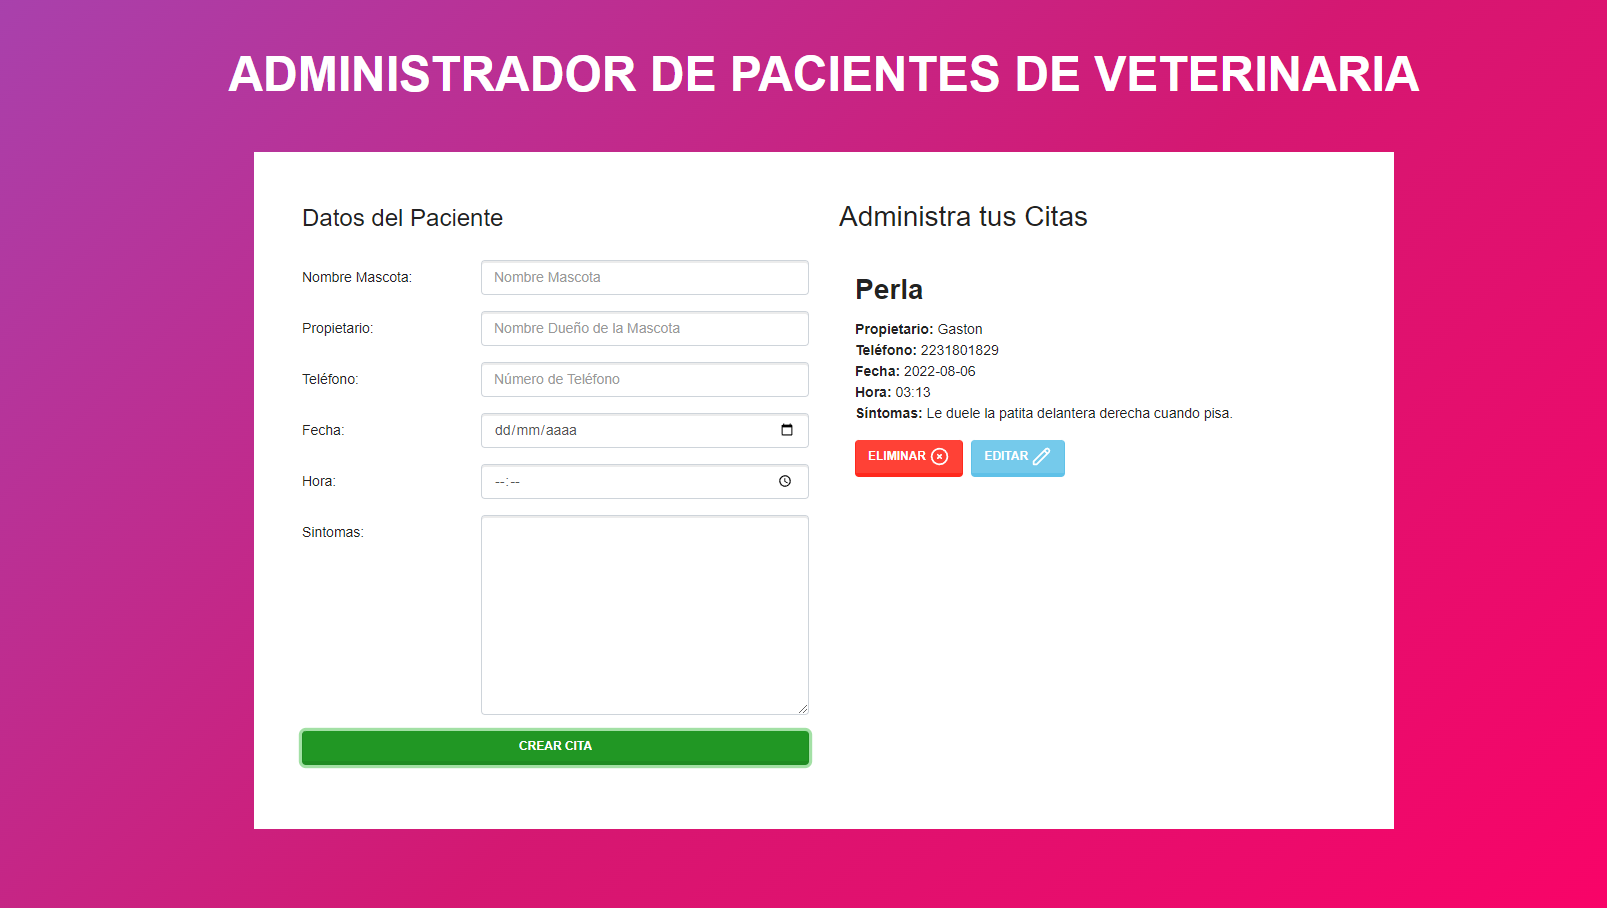 ADMINISTRADOR DE PACIENTES DE VETERINARIA
Datos del Paciente
Nombre Mascota:
Nombre Mascota
Propietario:
Nombre Dueño de la Mascota
Teléfono:
Número de Teléfono
Fecha:
dd/mm/aaaa
Hora:
--:--
Sintomas:
CREAR CITA
Administra tus Citas
Perla
Propietario: Gaston
Teléfono: 2231801829
Fecha: 2022-08-06
Hora: 03:13
Síntomas: Le duele la patita delantera derecha cuando pisa.
ELIMINAR
EDITAR